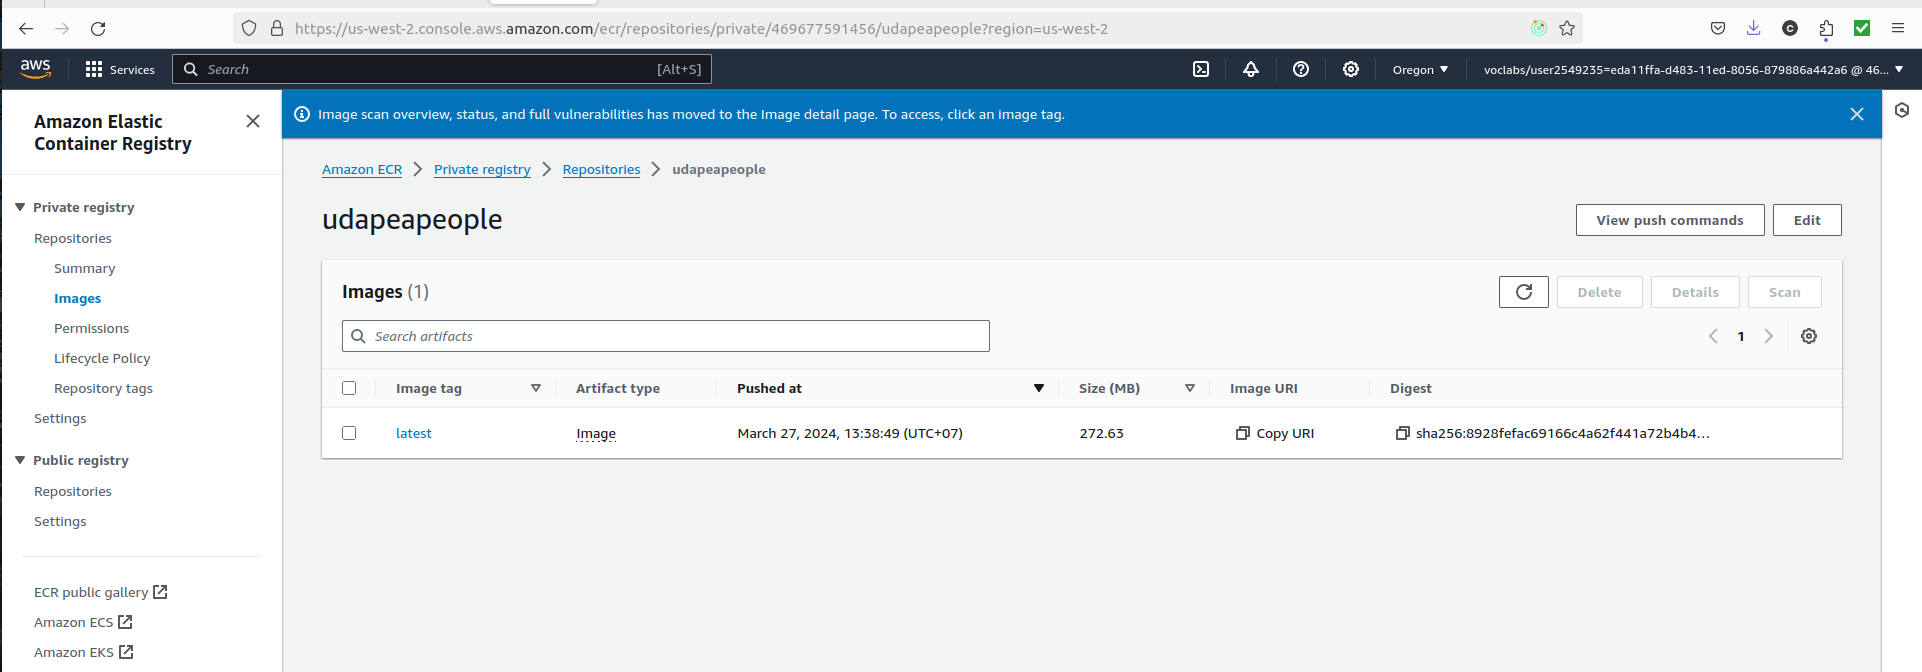 https://us-west-2.console.aws.amazon.com/ecr/repositories/private/469677591456/udapeapeople?region=us-west-2
C
aws Services Search [Alt+S] Oregon voclabs/user2549235=eda11ffa-d483-11ed-8056-879886a442a6 @ 46...
Amazon Elastic
Container Registry
Private registry
Repositories
Summary
Images
Permissions
Lifecycle Policy
Repository tags
Settings
Public registry
Repositories
Settings
ECR public gallery
Amazon ECS
Amazon EKS
Image scan overview, status, and full vulnerabilities has moved to the Image detail page. To access, click an image tag.
Amazon ECR Private registry Repositories udapeapeople
udapeapeople
View push commands Edit
Images (1)
Delete Details Scan
Search artifacts
1
Image tag Artifact type Pushed at Size (MB) Image URI Digest
latest Image March 27, 2024, 13:38:49 (UTC+07) 272.63 Copy URI sha256:8928fefac69166c4a62f441a72b4b4...